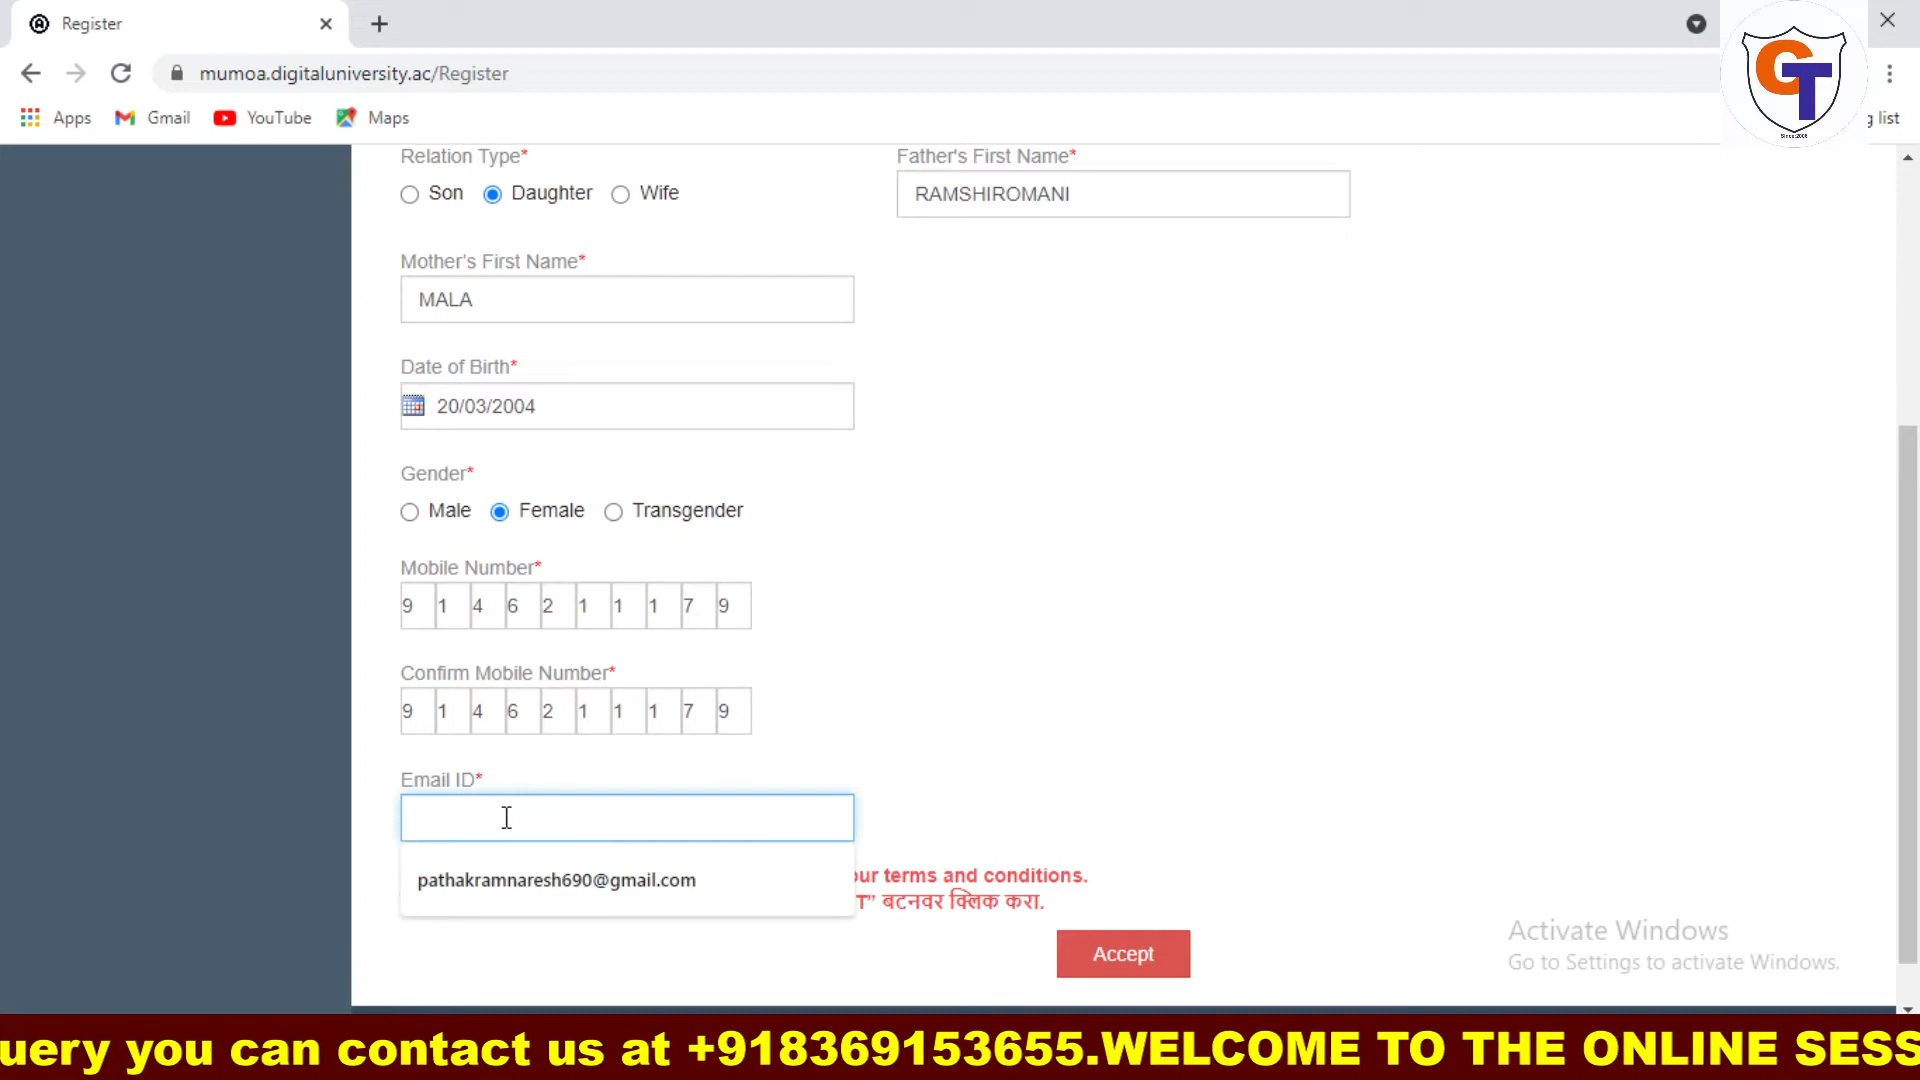 Register
mumoa.digitaluniversity.ac/Register
Apps Gmail YouTube Maps g list
GT
Since:2008
Relation Type* Father's First Name*
Son Daughter Wife RAMSHIROMANI
Mother's First Name*
MALA
Date of Birth*
20/03/2004
Gender*
Male Female Transgender
Mobile Number*
9 1 4 6 2 1 1 1 7 9
Confirm Mobile Number*
9 1 4 6 2 1 1 1 7 9
Email ID*
pathakramnaresh690@gmail.com
our terms and conditions.
T” बटनवर क्लिक करा.
Accept
Activate Windows
Go to Settings to activate Windows.
uery you can contact us at +918369153655.WELCOME TO THE ONLINE SESS